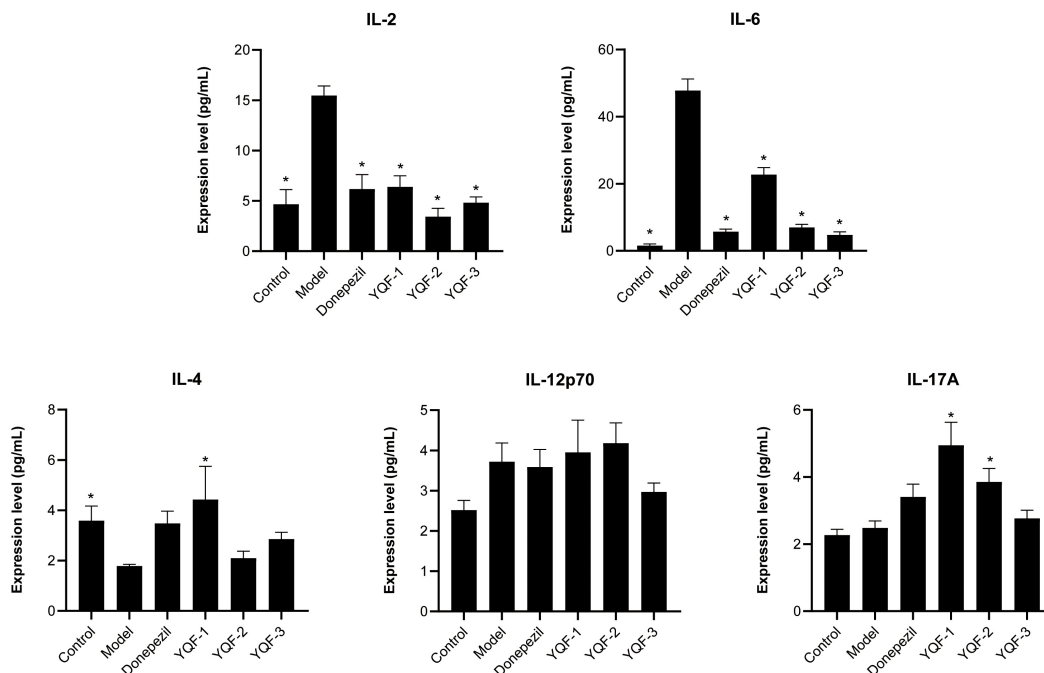 IL-2
Expression level (pg/mL)
20
15
10
5
0
* * * * *
Control Model Donepezil YQF-1 YQF-2 YQF-3
IL-6
Expression level (pg/mL)
60
40
20
0
* * * * *
Control Model Donepezil YQF-1 YQF-2 YQF-3
IL-4
Expression level (pg/mL)
8
6
4
2
0
* *
Control Model Donepezil YQF-1 YQF-2 YQF-3
IL-12p70
Expression level (pg/mL)
5
4
3
2
1
0
Control Model Donepezil YQF-1 YQF-2 YQF-3
IL-17A
Expression level (pg/mL)
6
4
2
0
* *
Control Model Donepezil YQF-1 YQF-2 YQF-3